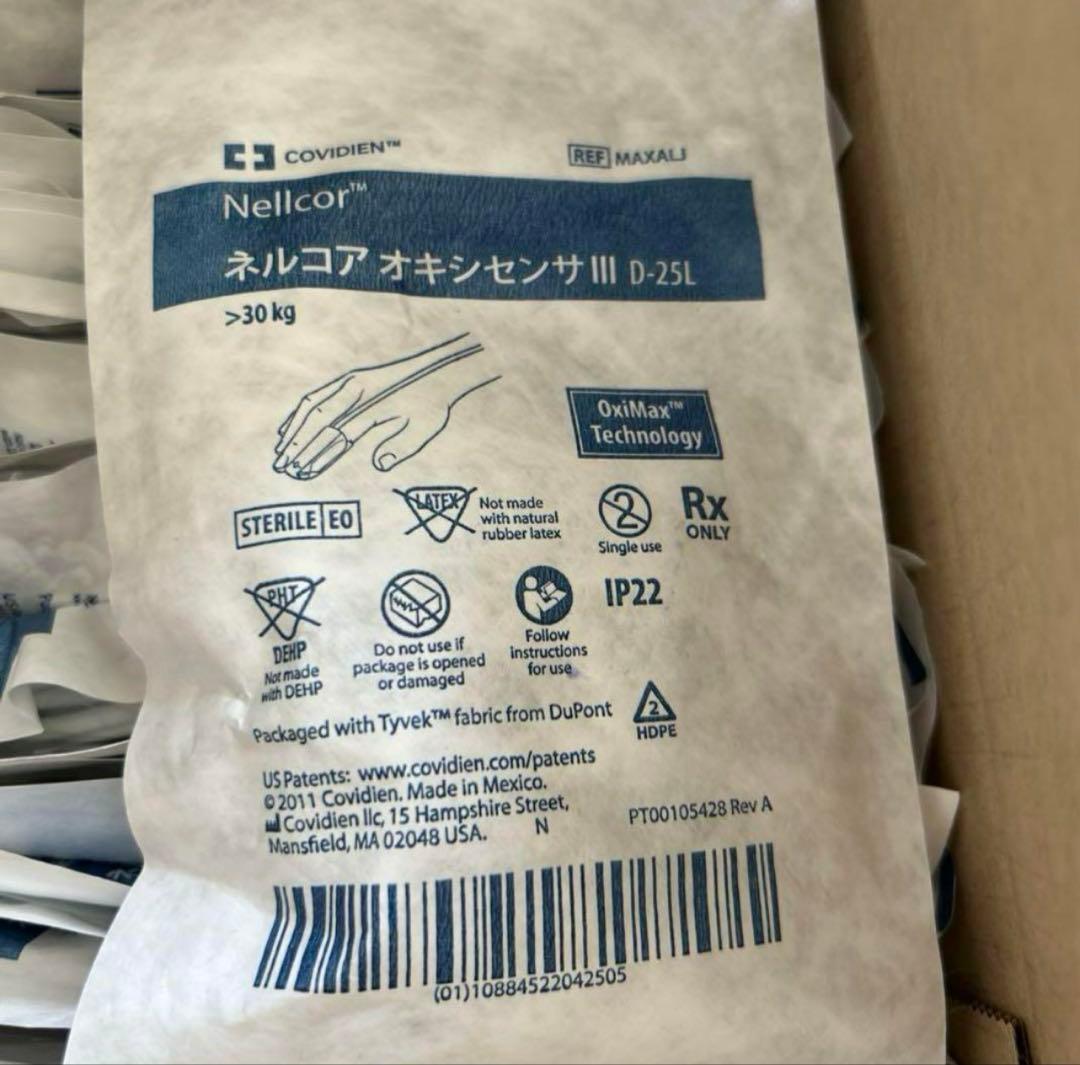 COVIDIEN™
REF MAXALJ
Nellcor™
ネルコア オキシセンサ III D-25L
>30 kg
OxiMax™
Technology
STERILE EO
LATEX
Not made
with natural
rubber latex
2
Single use
Rx
ONLY
PHT
DEHP
Not made
with DEHP
Do not use if
package is opened
or damaged
Follow
instructions
for use
IP22
Packaged with Tyvek™ fabric from DuPont
2
HDPE
US Patents: www.covidien.com/patents
© 2011 Covidien. Made in Mexico.
Covidien llc, 15 Hampshire Street,
Mansfield, MA 02048 USA.
N
PT00105428 Rev A
(01)10884522042505